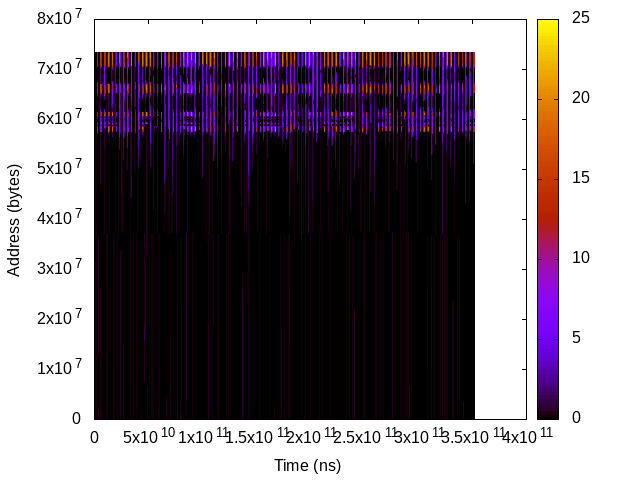 8x10 7
7x10 7
6x10 7
5x10 7
4x10 7
3x10 7
2x10 7
1x10 7
0
Address (bytes)
0 5x10 10 1x10 11 1.5x10 11 2x10 11 2.5x10 11 3x10 11 3.5x10 11 4x10 11
Time (ns)
25
20
15
10
5
0